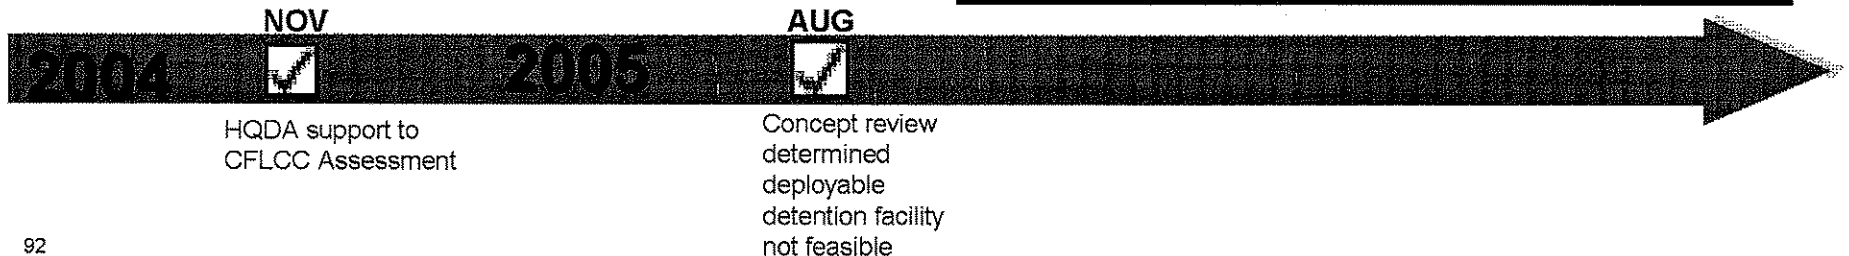 NOV
AUG
2004
2005
HQDA support to
CFLCC Assessment
Concept review
determined
deployable
detention facility
not feasible
92